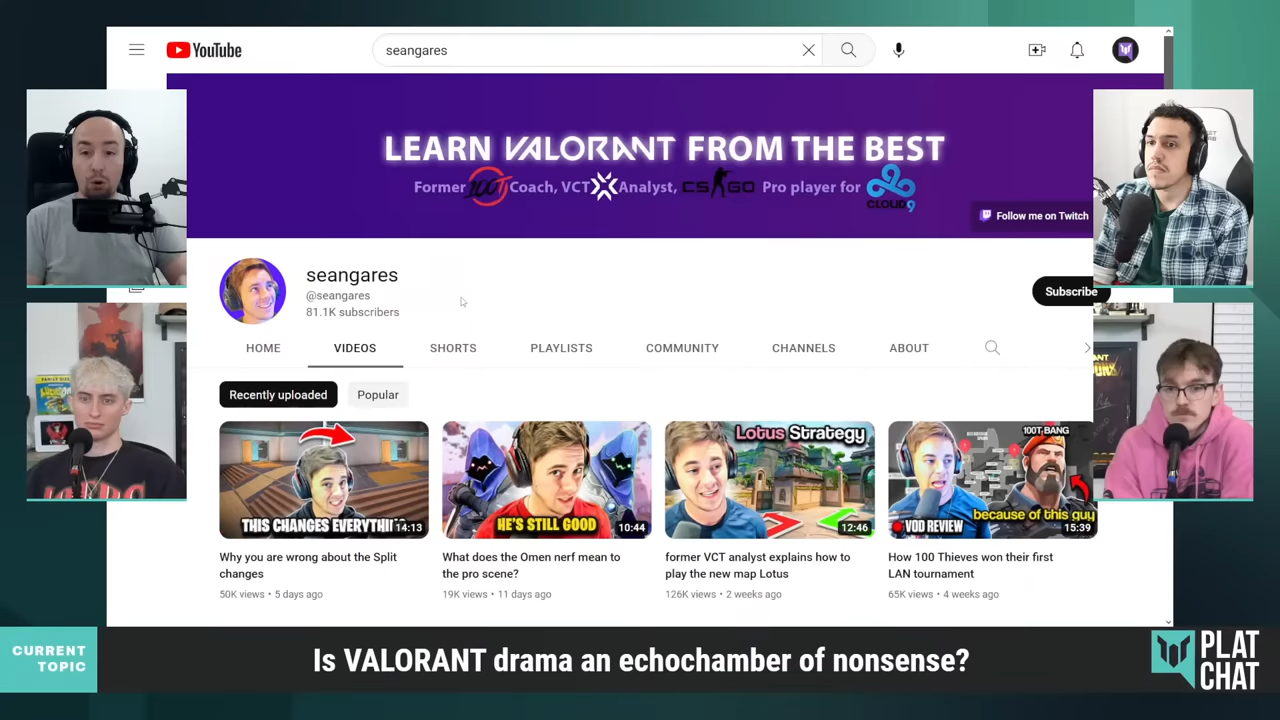 YouTube
seangares
LEARN VALORANT FROM THE BEST
Former 100T Coach, VCT Analyst, CS GO Pro player for CLOUD9
Follow me on Twitch
seangares
@seangares
81.1K subscribers
Subscribe
HOME VIDEOS SHORTS PLAYLISTS COMMUNITY CHANNELS ABOUT
Recently uploaded Popular
THIS CHANGES EVERYTHI
14:13
HE'S STILL GOOD
10:44
Lotus Strategy
12:46
100T BANG
because of this guy
VOD REVIEW
15:39
Why you are wrong about the Split
changes
50K views • 5 days ago
What does the Omen nerf mean to
the pro scene?
19K views • 11 days ago
former VCT analyst explains how to
play the new map Lotus
126K views • 2 weeks ago
How 100 Thieves won their first
LAN tournament
65K views • 4 weeks ago
CURRENT
TOPIC
Is VALORANT drama an echochamber of nonsense?
PLAT
CHAT